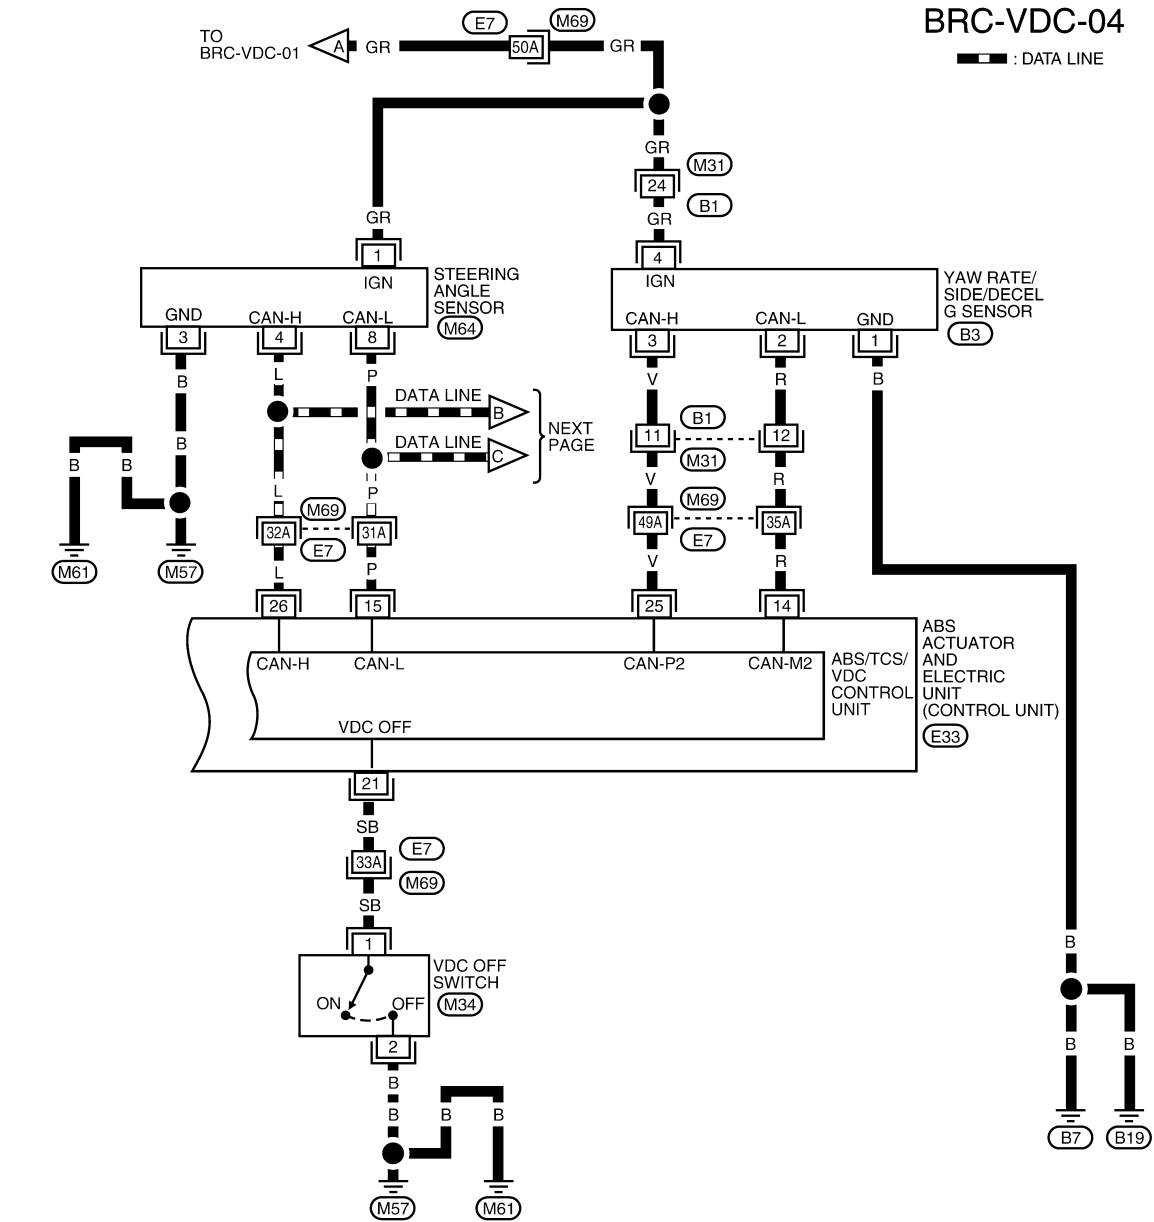 BRC-VDC-04
: DATA LINE
TO
BRC-VDC-01
A
GR
E7
50A
M69
GR
GR
M31
24
B1
GR
GR
1
IGN
STEERING
ANGLE
SENSOR
M64
GND
CAN-H
CAN-L
3
4
8
4
IGN
YAW RATE/
SIDE/DECEL
G SENSOR
B3
CAN-H
CAN-L
GND
3
2
1
B
L
P
V
R
B
DATA LINE
B
DATA LINE
C
NEXT
PAGE
B
B
B
B1
11
12
M31
L
P
V
R
M69
32A
31A
E7
M69
49A
35A
E7
M61
M57
L
P
V
R
26
15
25
14
CAN-H
CAN-L
CAN-P2
CAN-M2
ABS/TCS/
VDC
CONTROL
UNIT
ABS
ACTUATOR
AND
ELECTRIC
UNIT
(CONTROL UNIT)
E33
VDC OFF
21
SB
33A
E7
M69
SB
1
VDC OFF
SWITCH
M34
ON
OFF
2
B
B
B
B
M57
M61
B
B
B
B7
B19